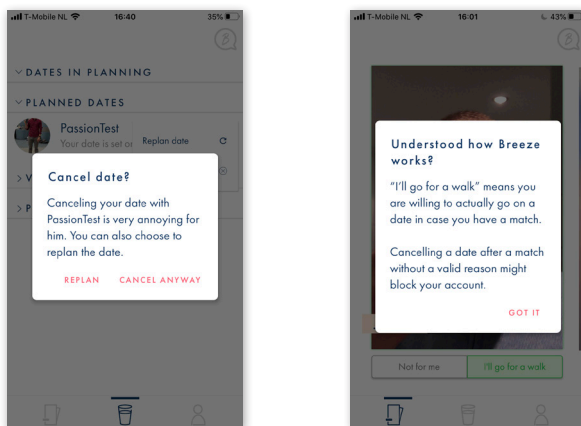 T-Mobile NL 16:40 35%
DATES IN PLANNING
PLANNED DATES
PassionTest
Your date is set on
Replan date
V
P
Cancel date?
Canceling your date with
PassionTest is very annoying for
him. You can also choose to
replan the date.
REPLAN CANCEL ANYWAY
T-Mobile NL 16:01 43%
Understood how Breeze
works?
"I'll go for a walk" means you
are willing to actually go on a
date in case you have a match.
Cancelling a date after a match
without a valid reason might
block your account.
GOT IT
Not for me I'll go for a walk